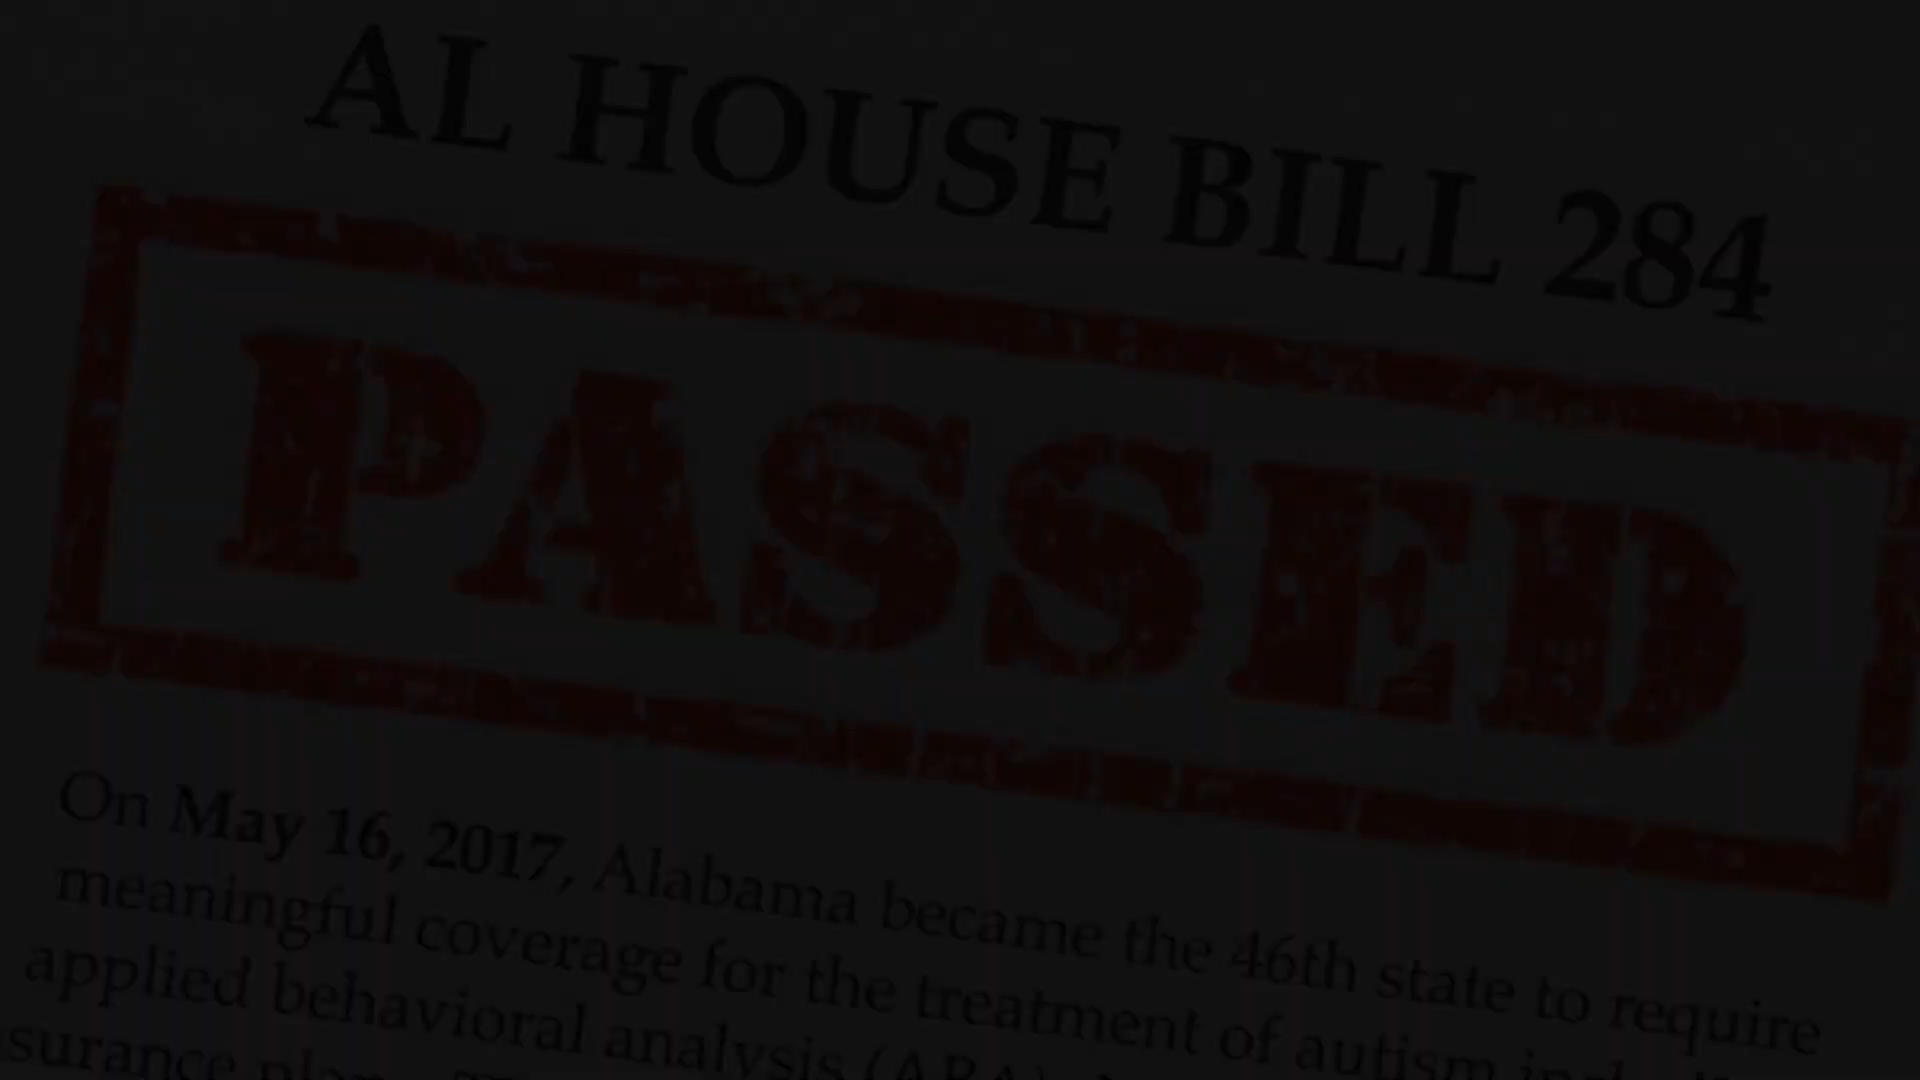 AL HOUSE BILL 284
PASSED
On May 16, 2017, Alabama became the 46th state to require
meaningful coverage for the treatment of autism
applied behavioral analysis (ABA)